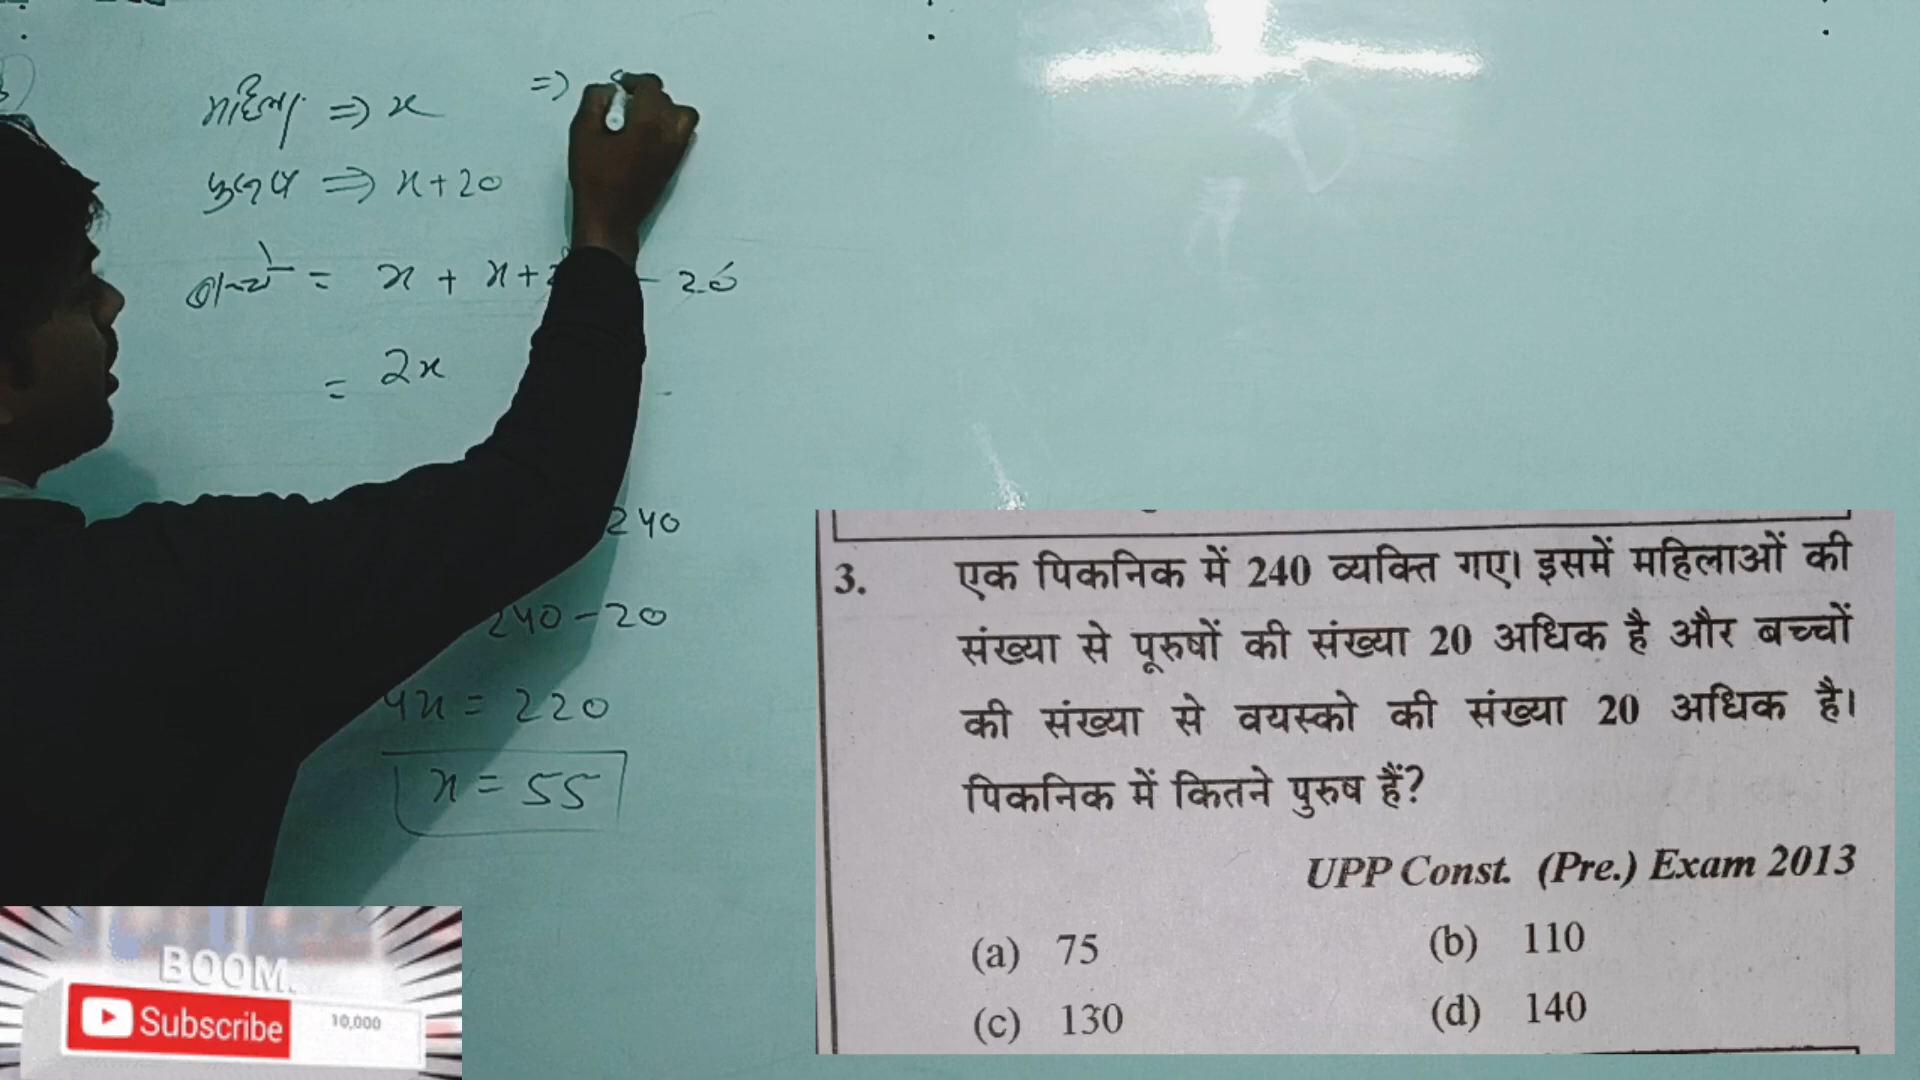 महिला ⇒ x ⇒
पुरुष ⇒ x+20
बच्चे = x + x+2 - 20
= 2x
240
240-20
4x = 220
x = 55
3. एक पिकनिक में 240 व्यक्ति गए। इसमें महिलाओं की
संख्या से पूरुषों की संख्या 20 अधिक है और बच्चों
की संख्या से वयस्को की संख्या 20 अधिक है।
पिकनिक में कितने पुरुष हैं?
UPP Const. (Pre.) Exam 2013
(a) 75 (b) 110
(c) 130 (d) 140
BOOM.
Subscribe 10,000